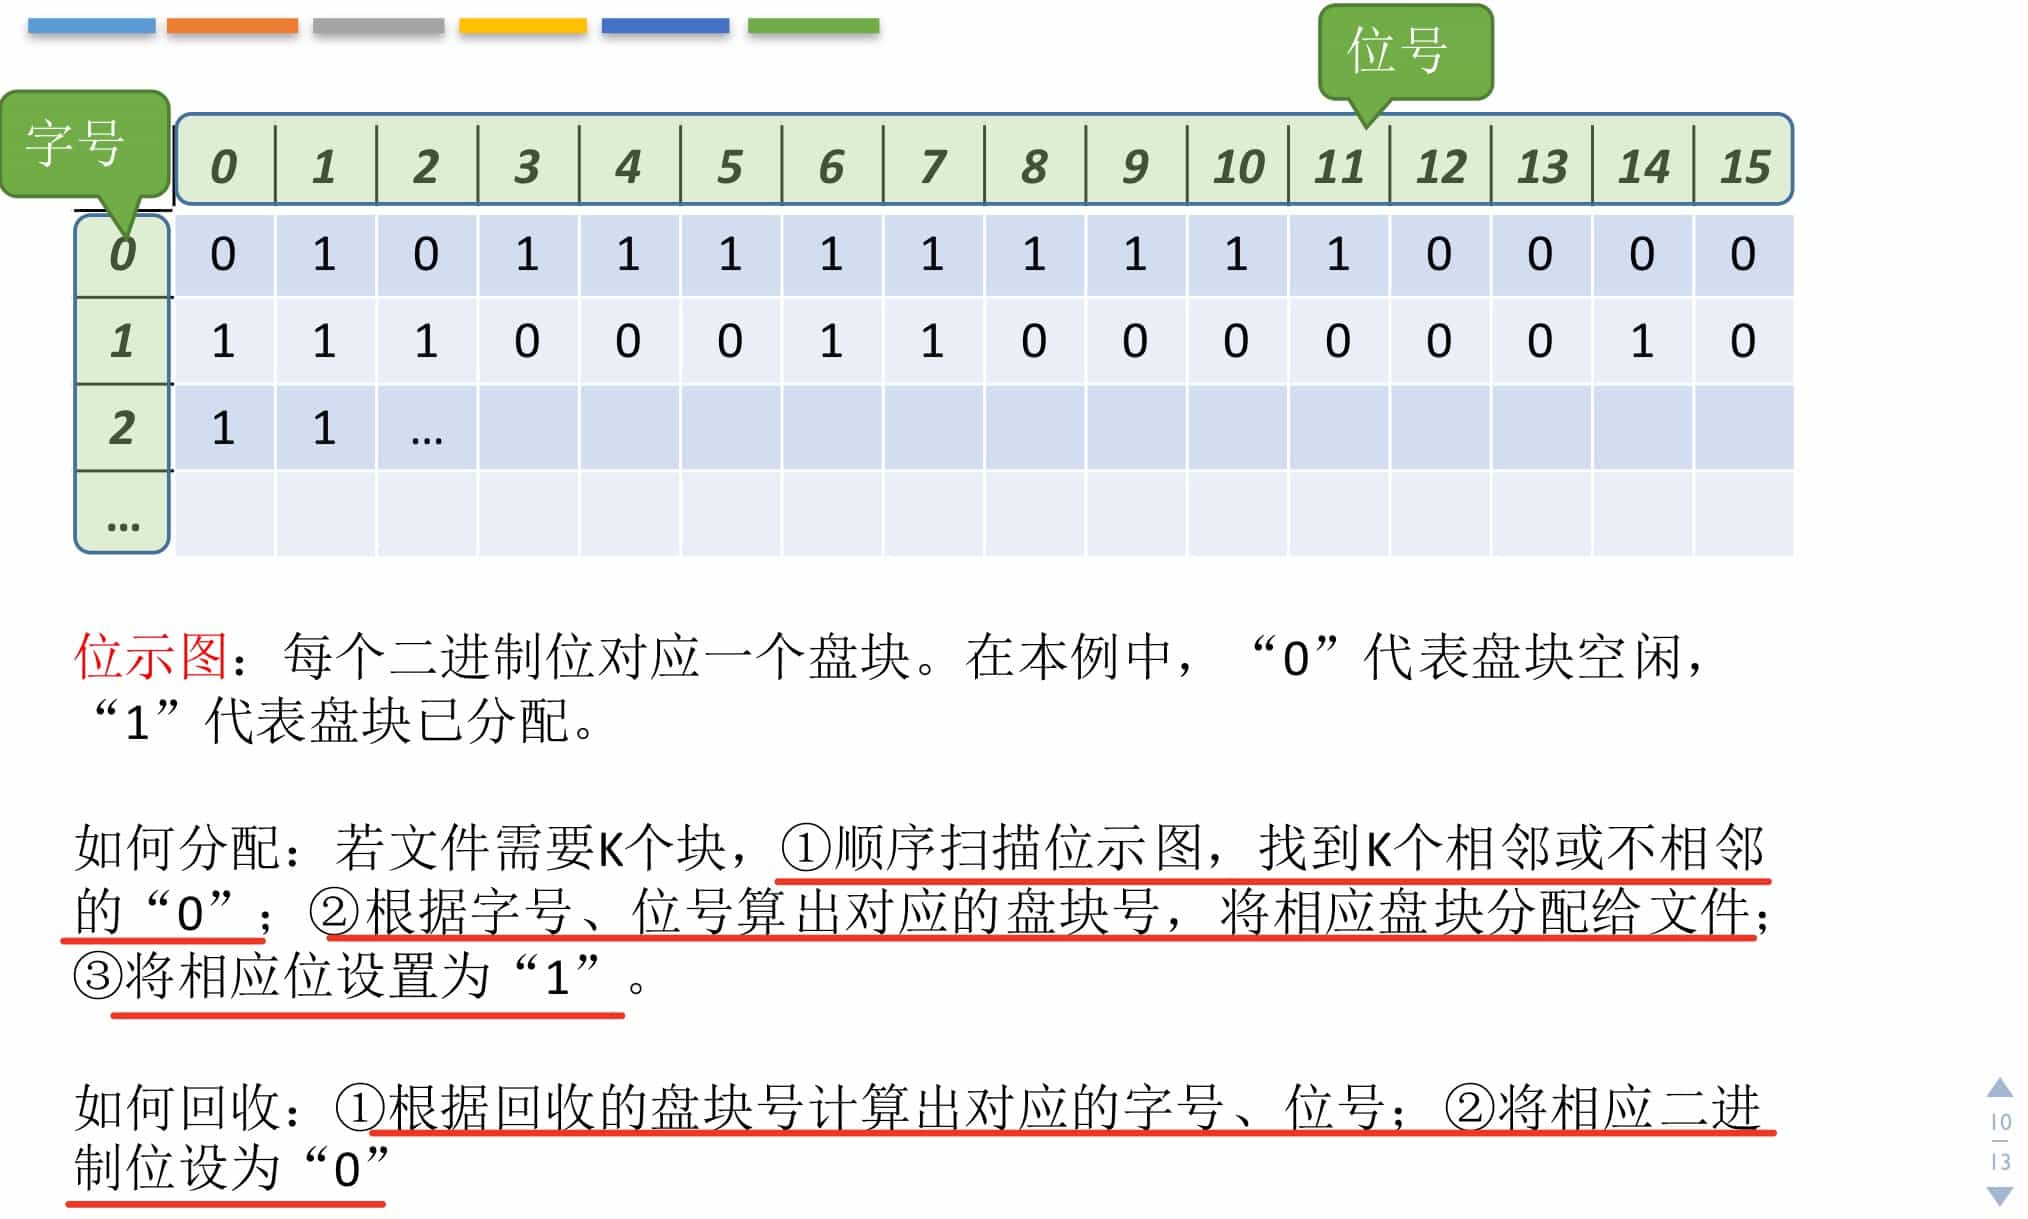 位号
字号
0 1 2 3 4 5 6 7 8 9 10 11 12 13 14 15
0 0 1 0 1 1 1 1 1 1 1 1 1 0 0 0 0
1 1 1 1 0 0 0 1 1 0 0 0 0 0 0 1 0
2 1 1 ...
...
位示图：每个二进制位对应一个盘块。在本例中，“0”代表盘块空闲，
“1”代表盘块已分配。
如何分配：若文件需要K个块，①顺序扫描位示图，找到K个相邻或不相邻
的“0”；②根据字号、位号算出对应的盘块号，将相应盘块分配给文件；
③将相应位设置为“1”。
如何回收：①根据回收的盘块号计算出对应的字号、位号；②将相应二进
制位设为“0”
10
13